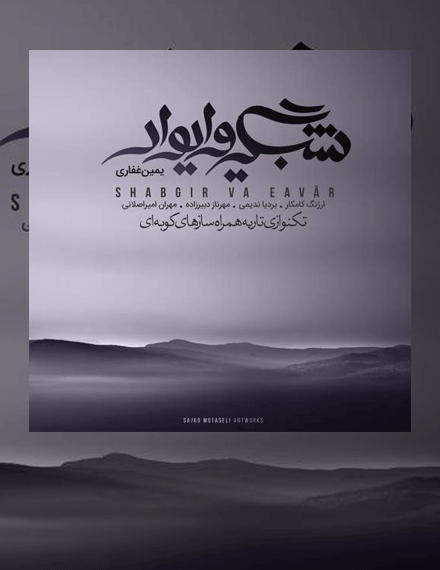 شبگیر و ایوار
یمین‌غفاری
SHABGIR VA EAVĀR
ارژنگ کامکار . بردیا ندیمی . مهرناز دبیرزاده . مهران امیراصلانی
تکنوازی تار به همراه سازهای کوبه‌ای
SAJAD MOTASELI ARTWORKS